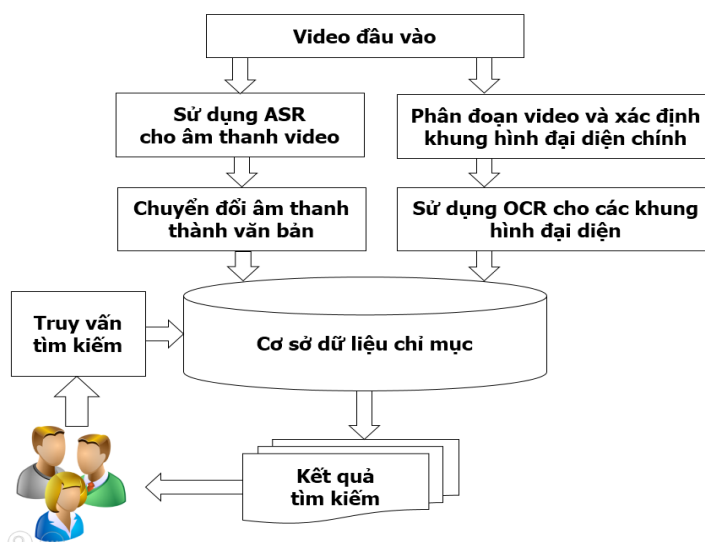 Video đâu vào
Sử dụng ASR
cho âm thanh video
Phân đoạn video và xác định
khung hình đại diện chính
Chuyển đổi âm thanh
thành văn bản
Sử dụng OCR cho các khung
hình đại diện
Truy vấn
tìm kiếm
Cơ sở dữ liệu chỉ mục
Kết quả
tìm kiếm